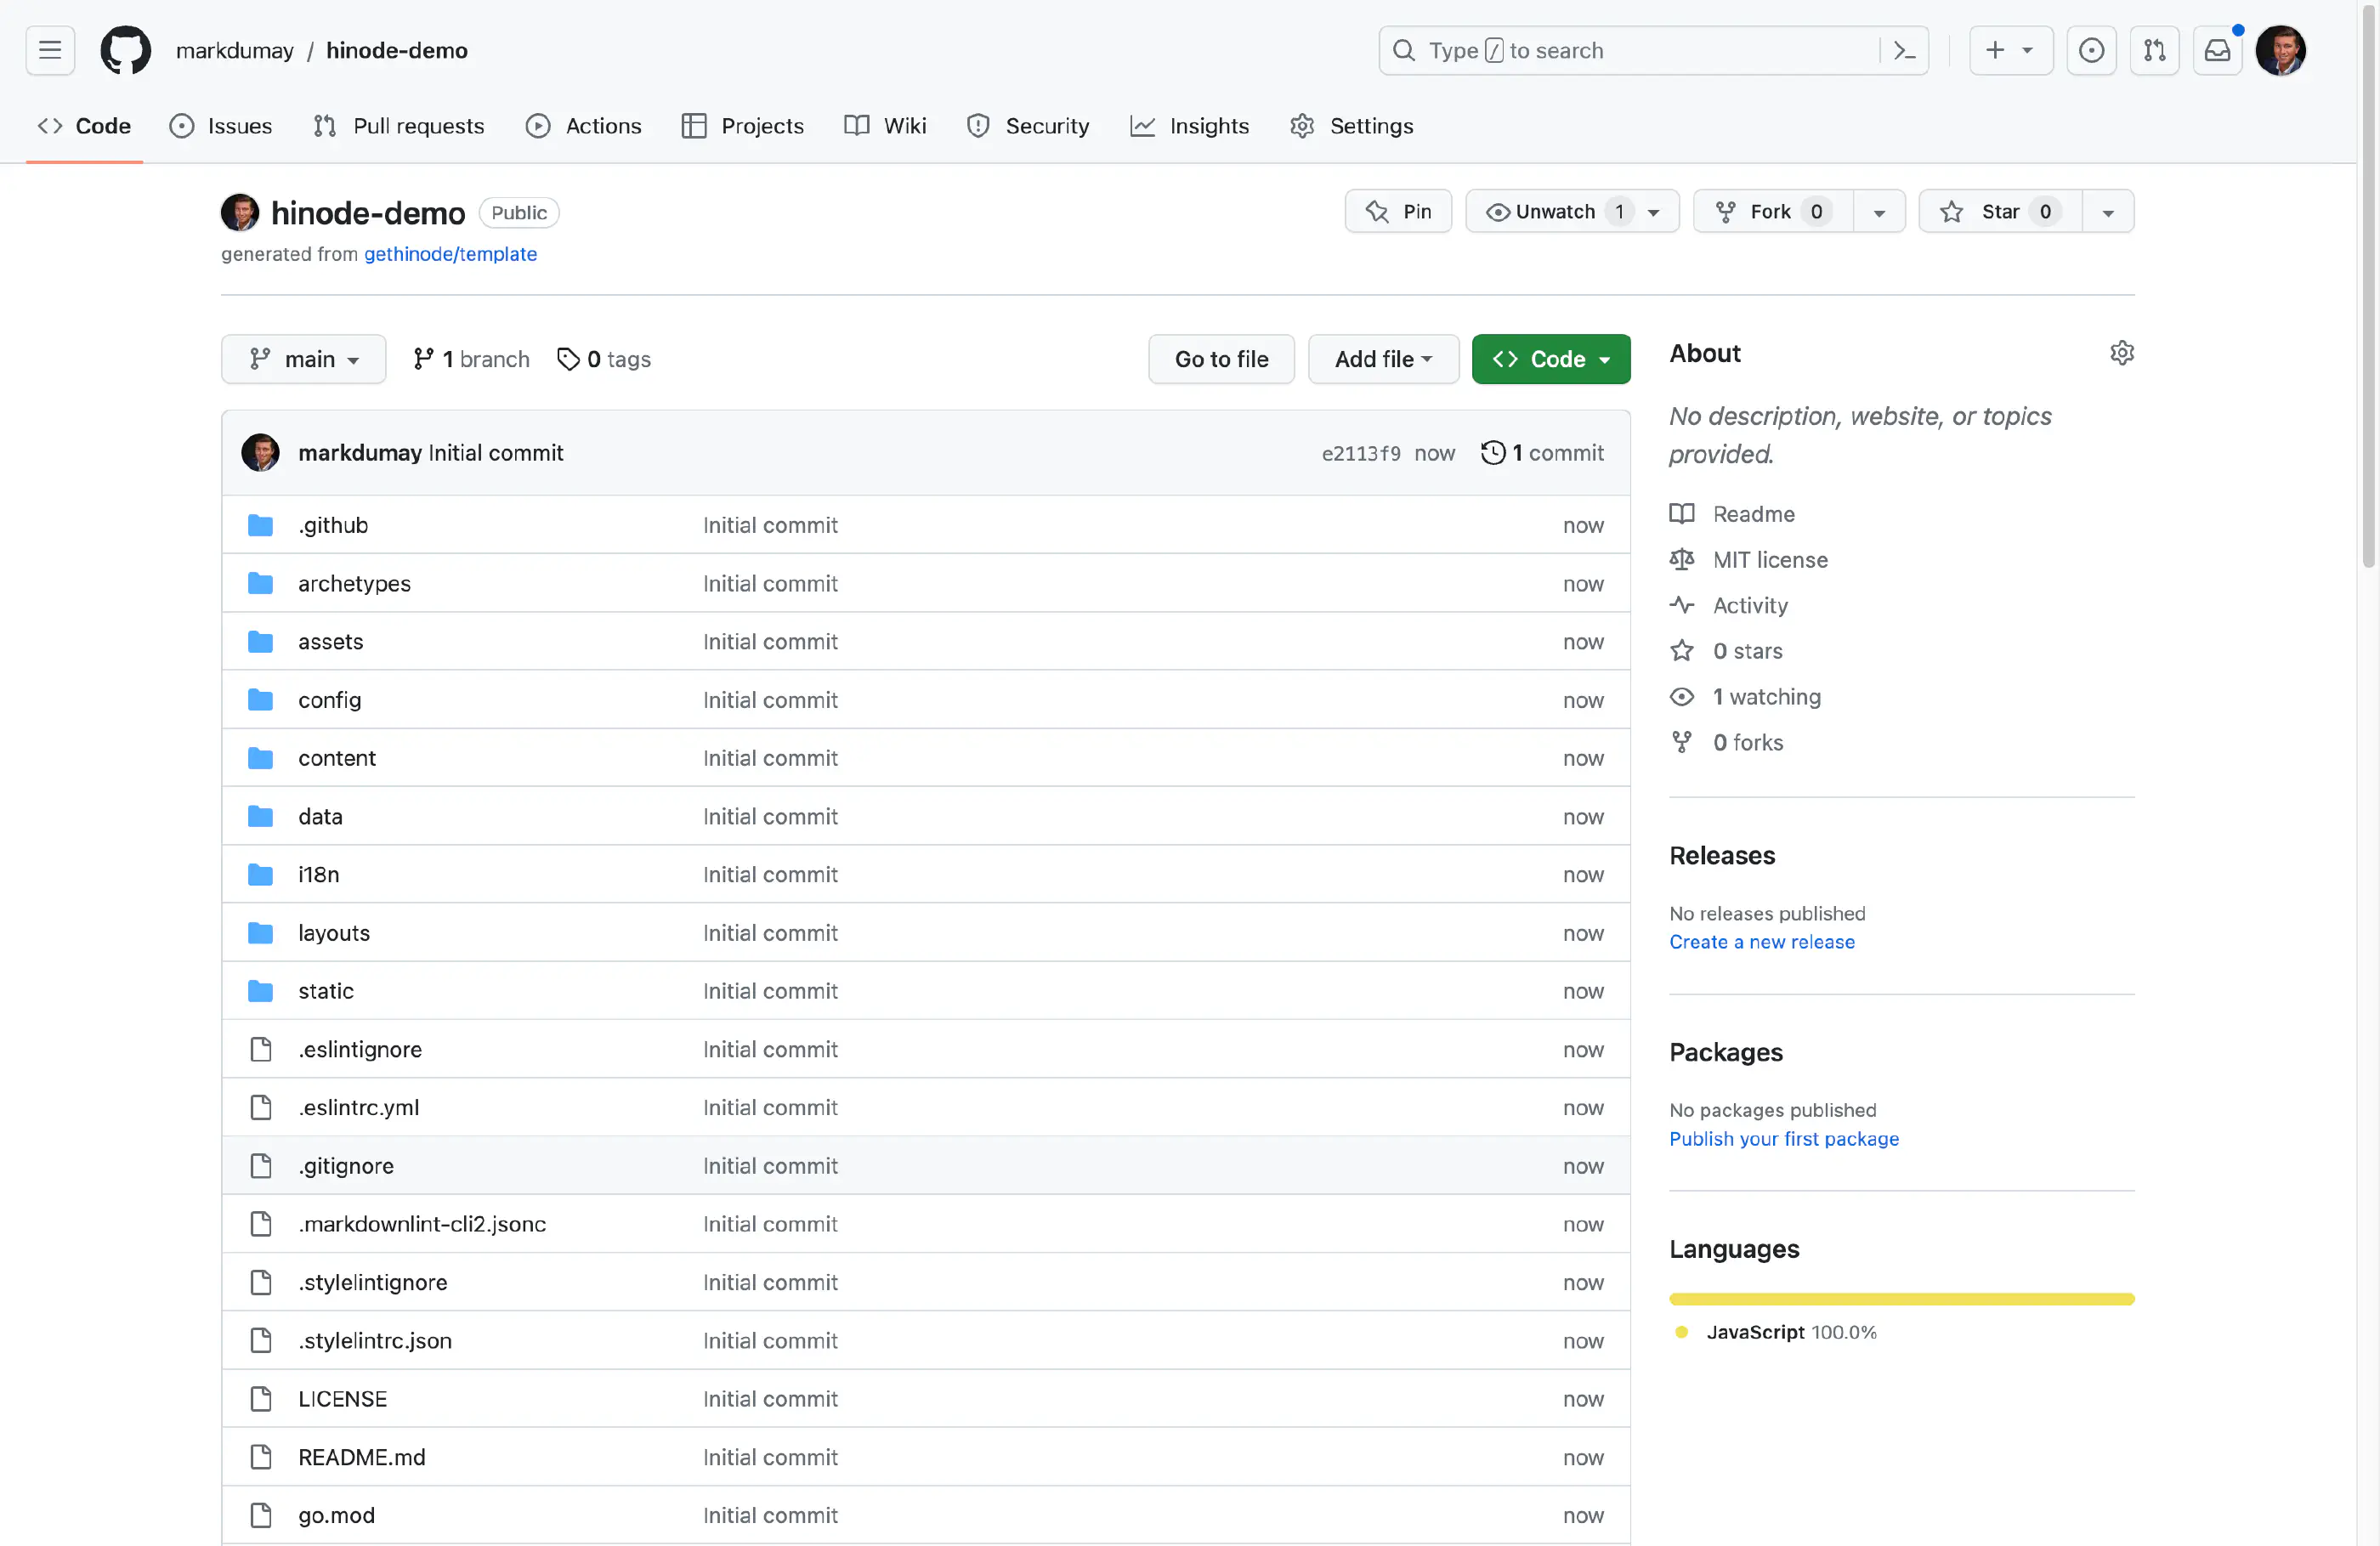 markdumay / hinode-demo
Type / to search
Code Issues Pull requests Actions Projects Wiki Security Insights Settings
hinode-demo Public
Pin Unwatch 1 Fork 0 Star 0
generated from gethinode/template
main 1 branch 0 tags
Go to file Add file Code
markdumay Initial commit e2113f9 now 1 commit
.github Initial commit now
archetypes Initial commit now
assets Initial commit now
config Initial commit now
content Initial commit now
data Initial commit now
i18n Initial commit now
layouts Initial commit now
static Initial commit now
.eslintignore Initial commit now
.eslintrc.yml Initial commit now
.gitignore Initial commit now
.markdownlint-cli2.jsonc Initial commit now
.stylelintignore Initial commit now
.stylelintrc.json Initial commit now
LICENSE Initial commit now
README.md Initial commit now
go.mod Initial commit now
About
No description, website, or topics
provided.
Readme
MIT license
Activity
0 stars
1 watching
0 forks
Releases
No releases published
Create a new release
Packages
No packages published
Publish your first package
Languages
JavaScript 100.0%